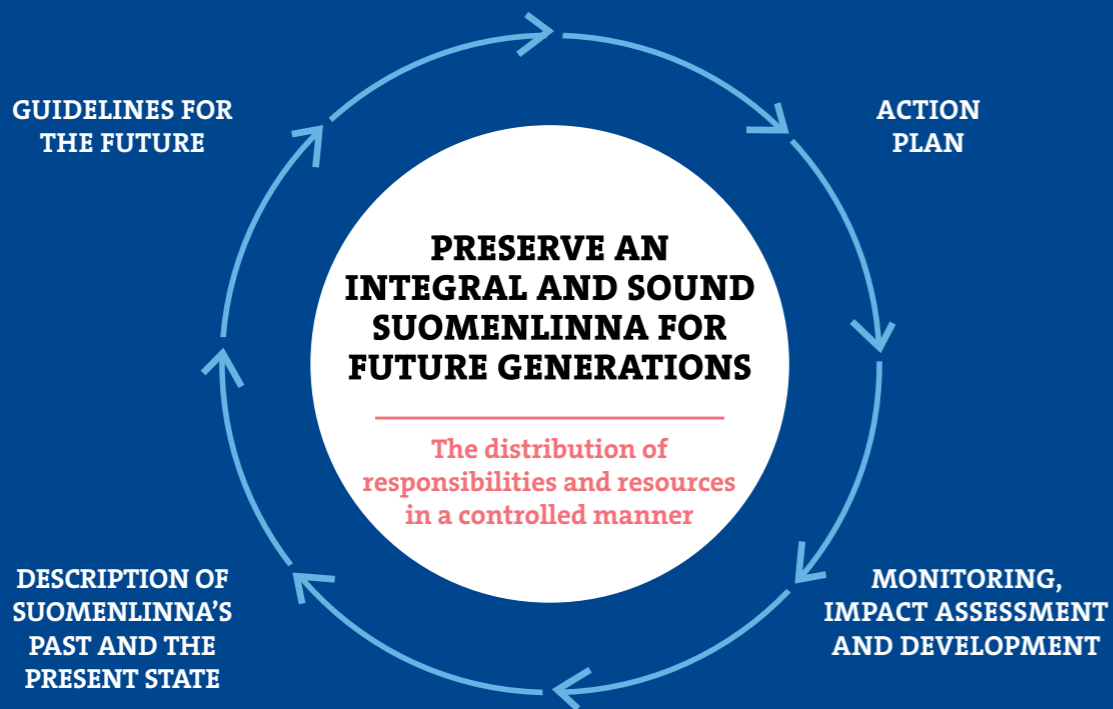 GUIDELINES FOR
THE FUTURE
ACTION
PLAN
PRESERVE AN
INTEGRAL AND SOUND
SUOMENLINNA FOR
FUTURE GENERATIONS
The distribution of
responsibilities and resources
in a controlled manner
DESCRIPTION OF
SUOMENLINNA’S
PAST AND THE
PRESENT STATE
MONITORING,
IMPACT ASSESSMENT
AND DEVELOPMENT